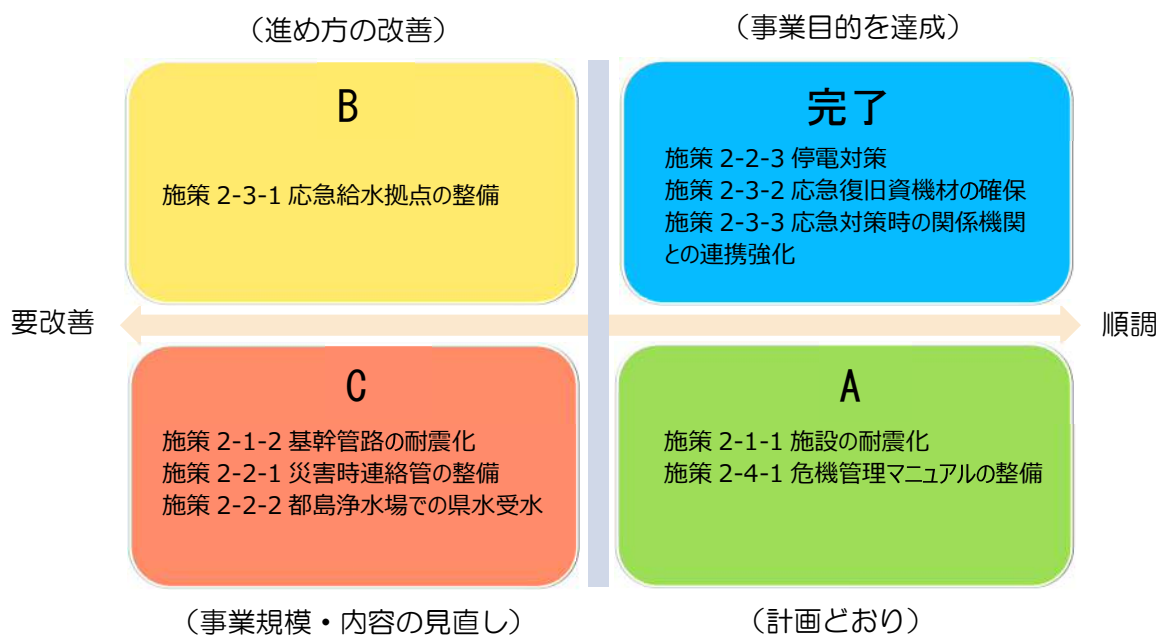 （進め方の改善）
（事業目的を達成）
B
施策 2-3-1 応急給水拠点の整備
完了
施策 2-2-3 停電対策
施策 2-3-2 応急復旧資機材の確保
施策 2-3-3 応急対策時の関係機関
との連携強化
要改善
順調
C
施策 2-1-2 基幹管路の耐震化
施策 2-2-1 災害時連絡管の整備
施策 2-2-2 都島浄水場での県水受水
A
施策 2-1-1 施設の耐震化
施策 2-4-1 危機管理マニュアルの整備
（事業規模・内容の見直し）
（計画どおり）